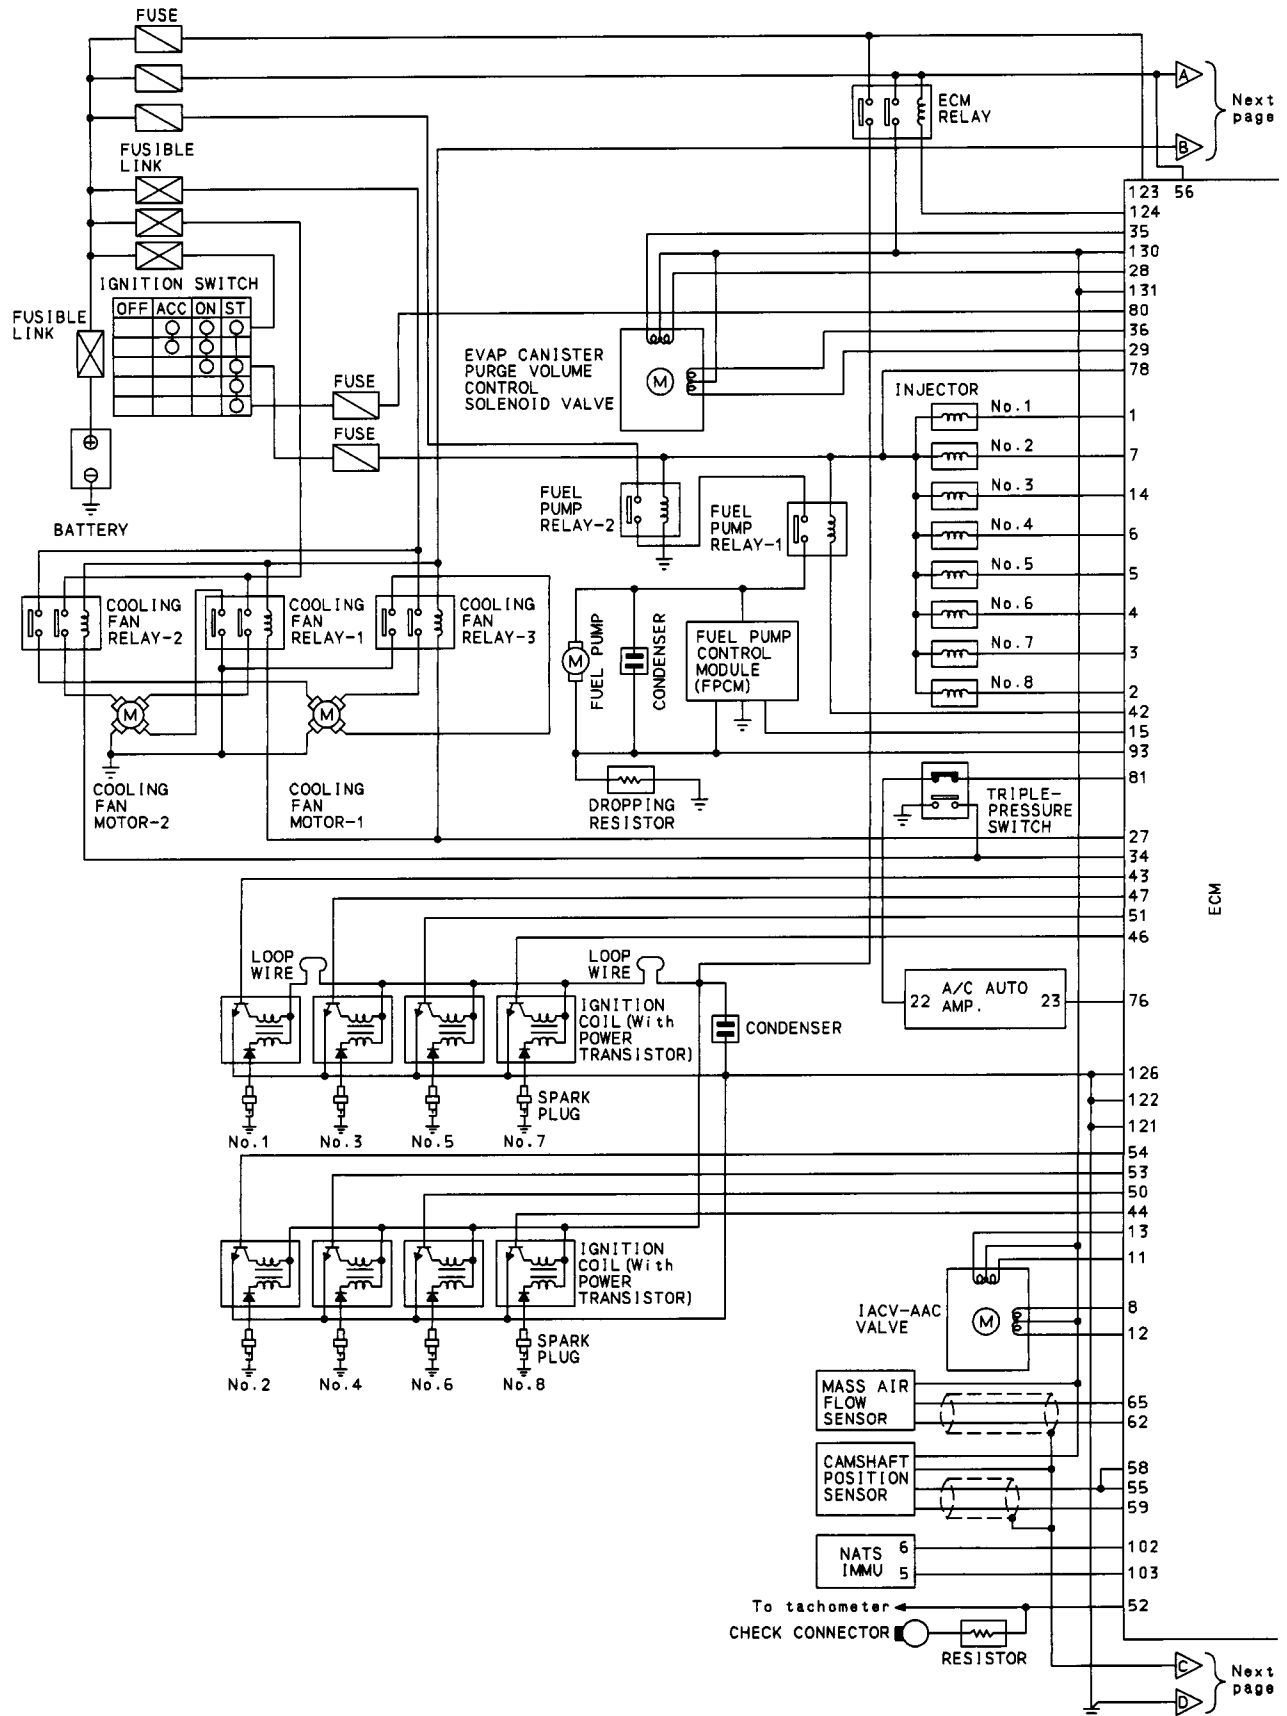 FUSE
ECM
RELAY
A
Next
page
B
FUSIBLE
LINK
123 56
124
35
130
28
131
80
36
29
78
IGNITION SWITCH
OFF ACC ON ST
FUSIBLE
LINK
EVAP CANISTER
PURGE VOLUME
CONTROL
SOLENOID VALVE
M
FUSE
FUSE
BATTERY
INJECTOR
No.1 1
No.2 7
No.3 14
No.4 6
No.5 5
No.6 4
No.7 3
No.8 2
42
15
93
FUEL
PUMP
RELAY-2
FUEL
PUMP
RELAY-1
COOLING
FAN
RELAY-2
COOLING
FAN
RELAY-1
COOLING
FAN
RELAY-3
M
FUEL PUMP
CONDENSER
FUEL PUMP
CONTROL
MODULE
(FPCM)
M
M
COOLING
FAN
MOTOR-2
COOLING
FAN
MOTOR-1
DROPPING
RESISTOR
TRIPLE-
PRESSURE
SWITCH
81
27
34
43
47
51
46
ECM
LOOP
WIRE
LOOP
WIRE
IGNITION
COIL(With
POWER
TRANSISTOR)
CONDENSER
22 A/C AUTO
AMP. 23
76
126
122
121
SPARK
PLUG
No.1 No.3 No.5 No.7
54
53
50
44
13
11
8
12
IGNITION
COIL(With
POWER
TRANSISTOR)
IACV-AAC
VALVE
M
SPARK
PLUG
No.2 No.4 No.6 No.8
MASS AIR
FLOW
SENSOR
65
62
CAMSHAFT
POSITION
SENSOR
58
55
59
NATS
IMMU
6 102
5 103
To tachometer 52
CHECK CONNECTOR
RESISTOR
C
Next
page
D